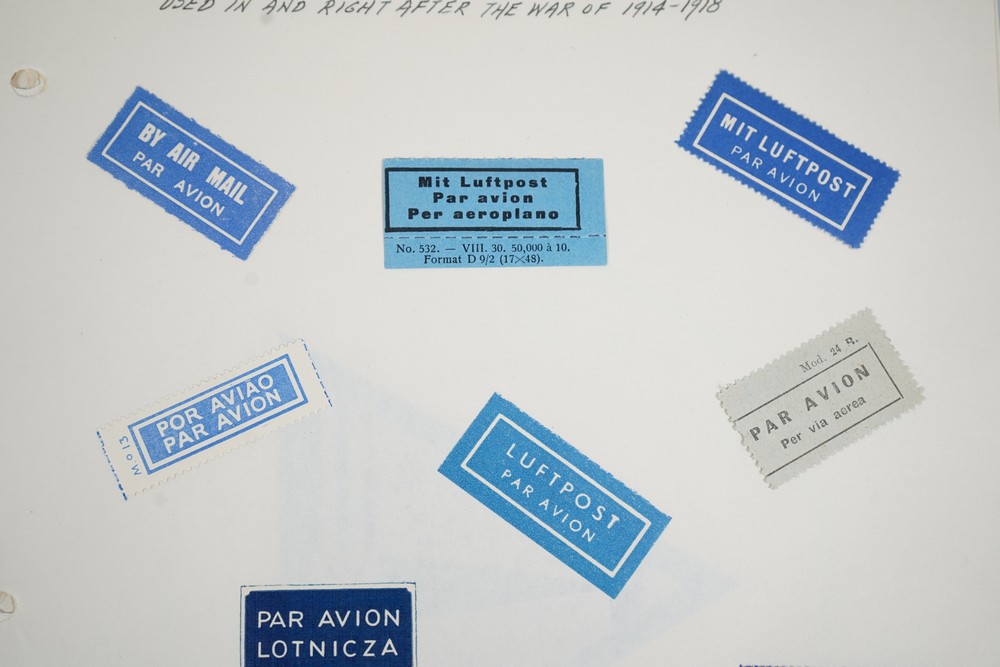 USED IN AND RIGHT AFTER THE WAR OF 1914-1918
BY AIR MAIL
PAR AVION
Mit Luftpost
Par avion
Per aeroplano
No. 532. — VIII. 30. 50,000 à 10.
Format D 9/2 (17×48).
MIT LUFTPOST
PAR AVION
POR AVIAO
PAR AVION
Mo 13
LUFTPOST
PAR AVION
Mod. 24 R.
PAR AVION
Per via aerea
PAR AVION
LOTNICZA